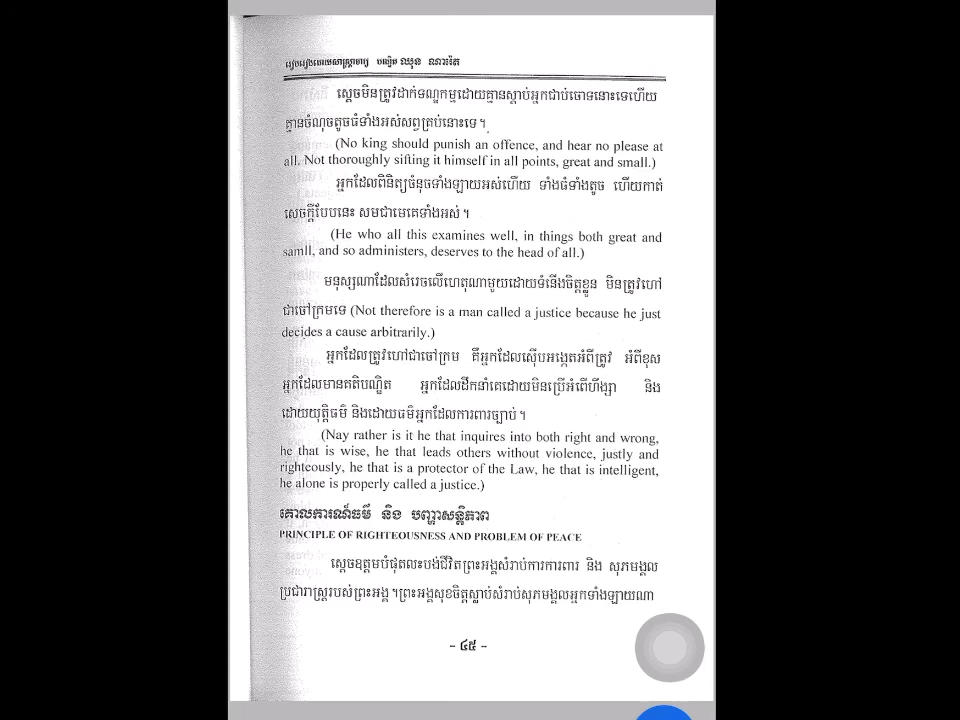 រៀបរៀងដោយសាស្ត្រាចារ្យ បណ្ឌិត ឈុន ណារ៉េត
ស្ដេចមិនត្រូវដាក់ទណ្ឌកម្មដោយគ្មានស្ដាប់អ្នកជាប់ចោទនោះទេហើយ
គ្មានចំណុចតូចធំទាំងអស់សព្វគ្រប់នោះទេ។
(No king should punish an offence, and hear no please at
all. Not thoroughly sifting it himself in all points, great and small.)
អ្នកដែលពិនិត្យចំនុចទាំងឡាយអស់ហើយ ទាំងធំទាំងតូច ហើយកាត់
សេចក្ដីបែបនេះ សមជាមេគេទាំងអស់។
(He who all this examines well, in things both great and
samll, and so administers, deserves to the head of all.)
មនុស្សណាដែលសំរេចលើហេតុណាមួយដោយទំនើងចិត្តខ្លួន មិនត្រូវហៅ
ជាចៅក្រមទេ (Not therefore is a man called a justice because he just
decides a cause arbitrarily.)
អ្នកដែលត្រូវហៅជាចៅក្រម គឺអ្នកដែលស៊ើបអង្កេតអំពីត្រូវ អំពីខុស
អ្នកដែលមានគតិបណ្ឌិត អ្នកដែលដឹកនាំគេដោយមិនប្រើអំពើហឹង្សា និង
ដោយយុត្តិធម៌ និងដោយធម៌អ្នកដែលការពារច្បាប់។
(Nay rather is it he that inquires into both right and wrong,
he that is wise, he that leads others without violence, justly and
righteously, he that is a protector of the Law, he that is intelligent,
he alone is properly called a justice.)
គោលការណ៍ធម៌ និង បញ្ហាសន្តិភាព
PRINCIPLE OF RIGHTEOUSNESS AND PROBLEM OF PEACE
ស្ដេចឧត្តមបំផុតលះបង់ជីវិតព្រះអង្គសំរាប់ការការពារ និង សុភមង្គល
ប្រជារាស្ត្ររបស់ព្រះអង្គ។ព្រះអង្គសុខចិត្តស្លាប់សំរាប់សុភមង្គលអ្នកទាំងឡាយណា
- ៤៥ -